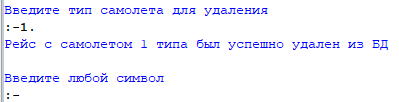 Введите тип самолета для удаления
:-1.
Рейс с самолетом 1 типа был успешно удален из БД
Введите любой символ
:-